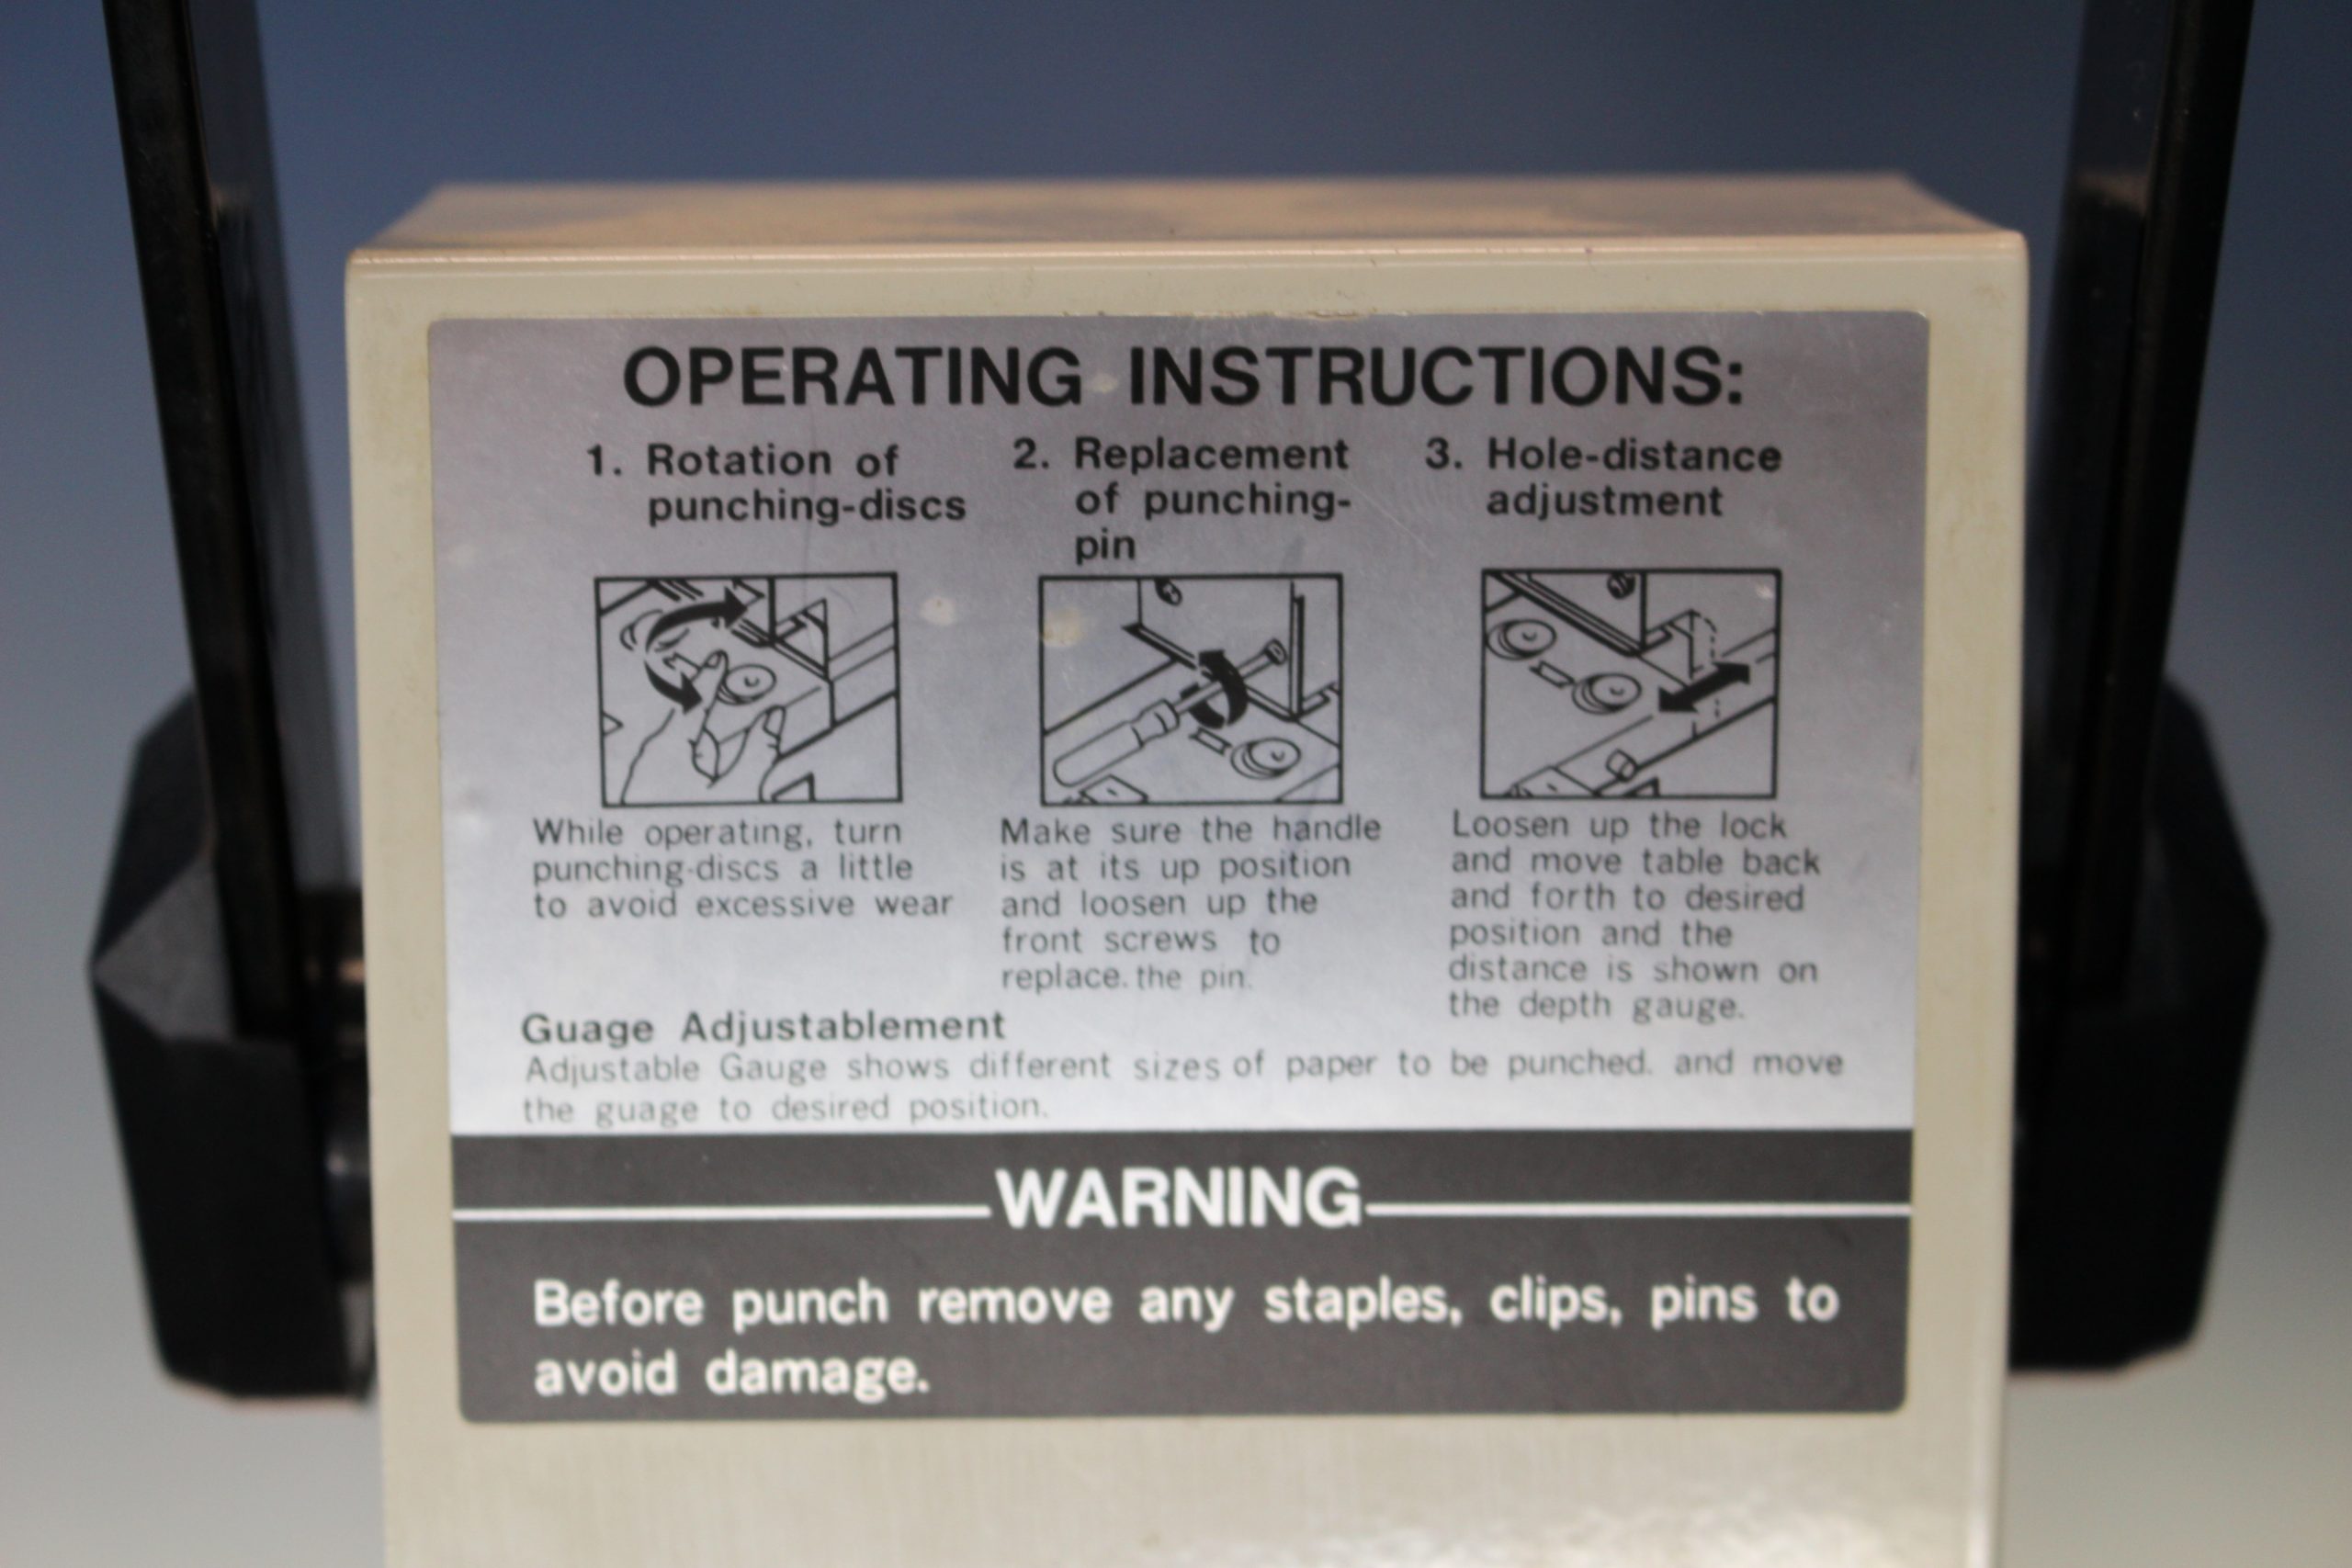 OPERATING INSTRUCTIONS:
1. Rotation of
punching-discs
While operating, turn
punching-discs a little
to avoid excessive wear
2. Replacement
of punching-
pin
Make sure the handle
is at its up position
and loosen up the
front screws to
replace. the pin.
3. Hole-distance
adjustment
Loosen up the lock
and move table back
and forth to desired
position and the
distance is shown on
the depth gauge.
Guage Adjustablement
Adjustable Gauge shows different sizes of paper to be punched. and move
the guage to desired position.
WARNING
Before punch remove any staples, clips, pins to
avoid damage.